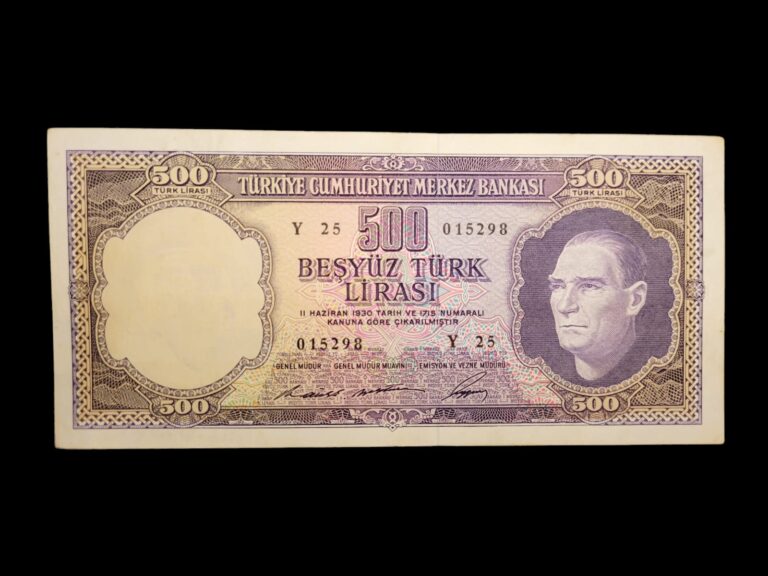 500 500
TÜRK LİRASI TÜRKİYE CUMHURİYET MERKEZ BANKASI TÜRK LİRASI
Y 25 500 015298
BEŞYÜZ TÜRK
LİRASI
11 HAZİRAN 1930 TARİH VE 1715 NUMARALI
KANUNA GÖRE ÇIKARILMIŞTIR
015298 Y 25
GENEL MÜDÜR GENEL MÜDÜR MUAVİNİ EMİSYON VE VEZNE MÜDÜRÜ
500 500